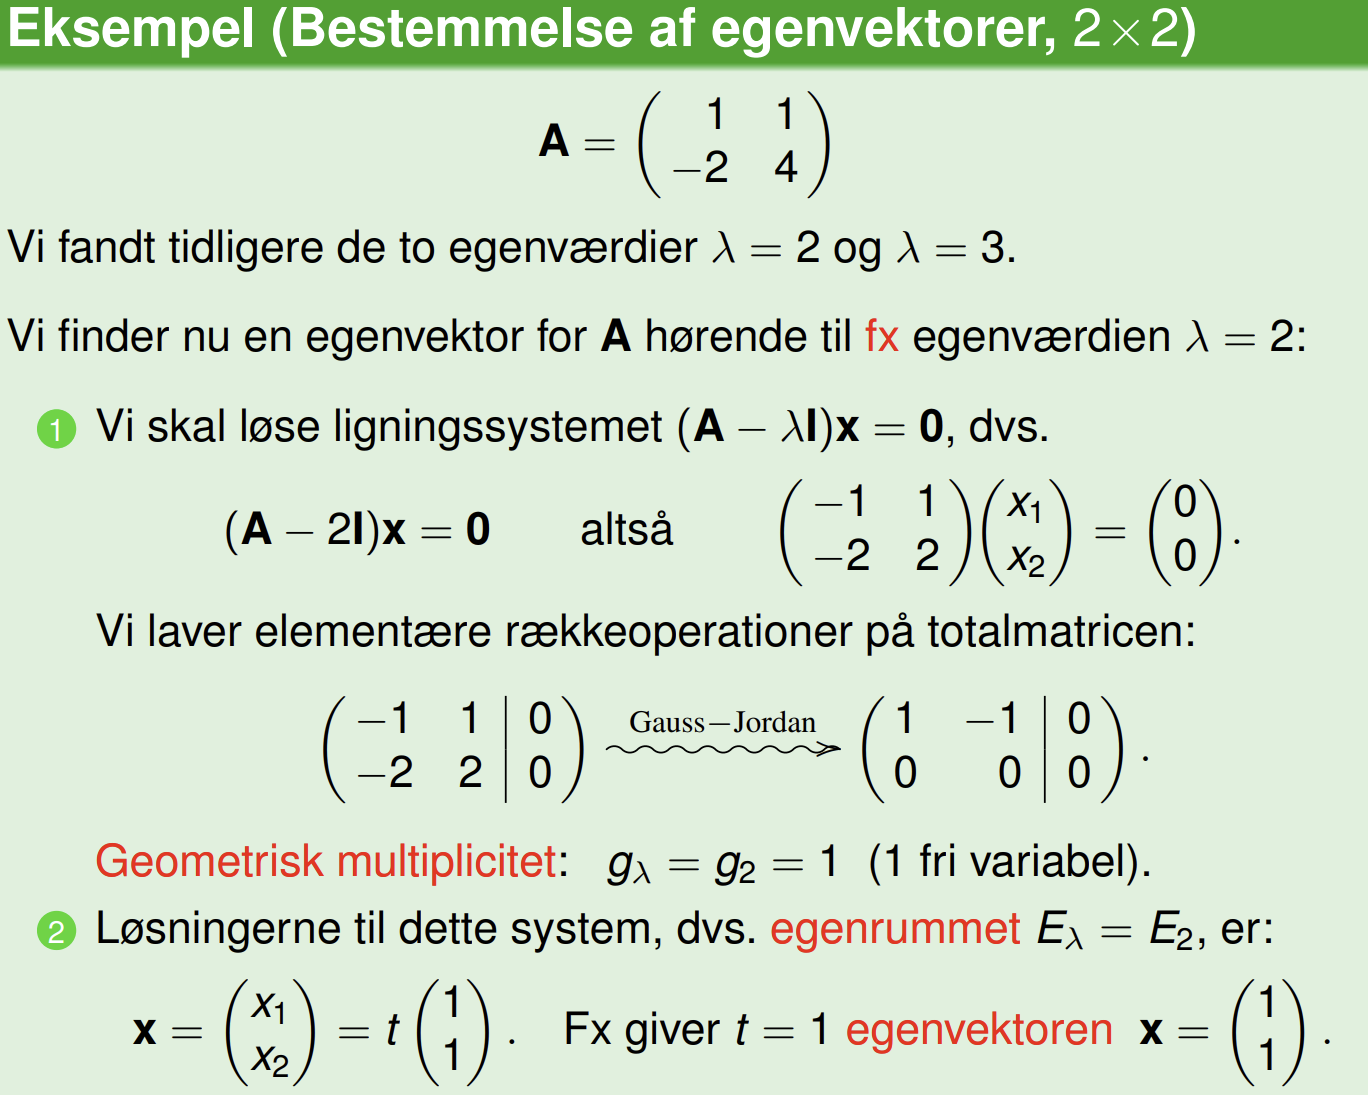 Eksempel (Bestemmelse af egenvektorer, 2×2)
A = ( 1 1 ; −2 4 )
Vi fandt tidligere de to egenværdier λ = 2 og λ = 3.
Vi finder nu en egenvektor for A hørende til fx egenværdien λ = 2:
1 Vi skal løse ligningssystemet (A − λI)x = 0, dvs.
(A − 2I)x = 0 altså ( −1 1 ; −2 2 ) ( x₁ ; x₂ ) = ( 0 ; 0 ).
Vi laver elementære rækkeoperationer på totalmatricen:
( −1 1 | 0 ; −2 2 | 0 ) Gauss−Jordan ( 1 −1 | 0 ; 0 0 | 0 ).
Geometrisk multiplicitet: g_λ = g₂ = 1 (1 fri variabel).
2 Løsningerne til dette system, dvs. egenrummet E_λ = E₂, er:
x = ( x₁ ; x₂ ) = t ( 1 ; 1 ). Fx giver t = 1 egenvektoren x = ( 1 ; 1 ).